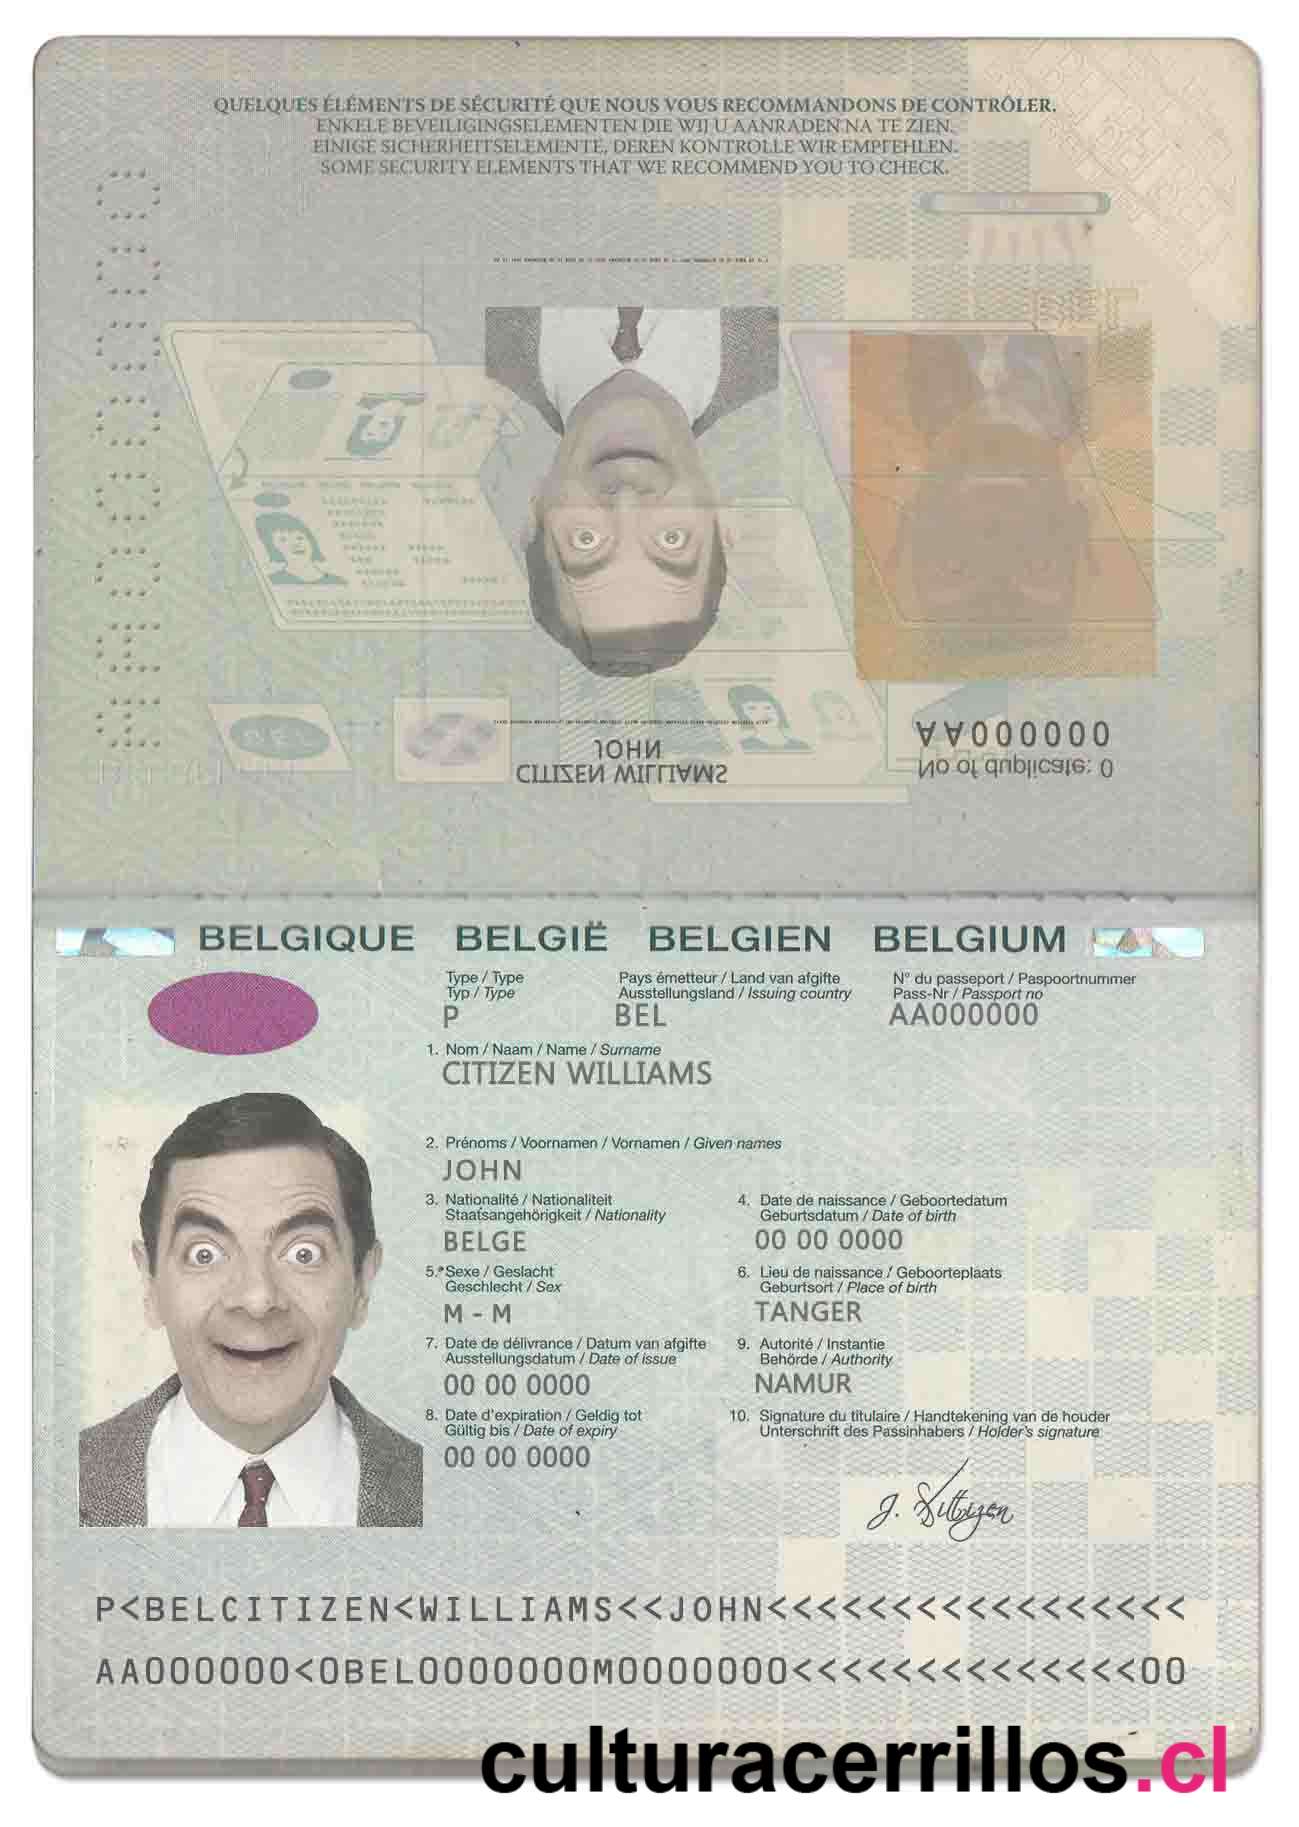 QUELQUES ÉLÉMENTS DE SÉCURITÉ QUE NOUS VOUS RECOMMANDONS DE CONTRÔLER.
ENKELE BEVEILIGINGSELEMENTEN DIE WIJ U AANRADEN NA TE ZIEN.
EINIGE SICHERHEITSELEMENTE, DEREN KONTROLLE WIR EMPFEHLEN.
SOME SECURITY ELEMENTS THAT WE RECOMMEND YOU TO CHECK.
AA000000
JOHN
CITIZEN WILLIAMS
No of duplicate: 0
BELGIQUE BELGIË BELGIEN BELGIUM
Type / Type Pays émetteur / Land van afgifte N° du passeport / Paspoortnummer
Typ / Type Ausstellungsland / Issuing country Pass-Nr / Passport no
P BEL AA000000
1. Nom / Naam / Name / Surname
CITIZEN WILLIAMS
2. Prénoms / Voornamen / Vornamen / Given names
JOHN
3. Nationalité / Nationaliteit 4. Date de naissance / Geboortedatum
Staatsangehörigkeit / Nationality Geburtsdatum / Date of birth
BELGE 00 00 0000
5. Sexe / Geslacht 6. Lieu de naissance / Geboorteplaats
Geschlecht / Sex Geburtsort / Place of birth
M - M TANGER
7. Date de délivrance / Datum van afgifte 9. Autorité / Instantie
Ausstellungsdatum / Date of issue Behörde / Authority
00 00 0000 NAMUR
8. Date d'expiration / Geldig tot 10. Signature du titulaire / Handtekening van de houder
Gültig bis / Date of expiry Unterschrift des Passinhabers / Holder's signature
00 00 0000
P<BELCITIZEN<WILLIAMS<<JOHN<<<<<<<<<<<<<<<<<
AA000000<0BEL0000000M0000000<<<<<<<<<<<<<<00
culturacerrillos.cl